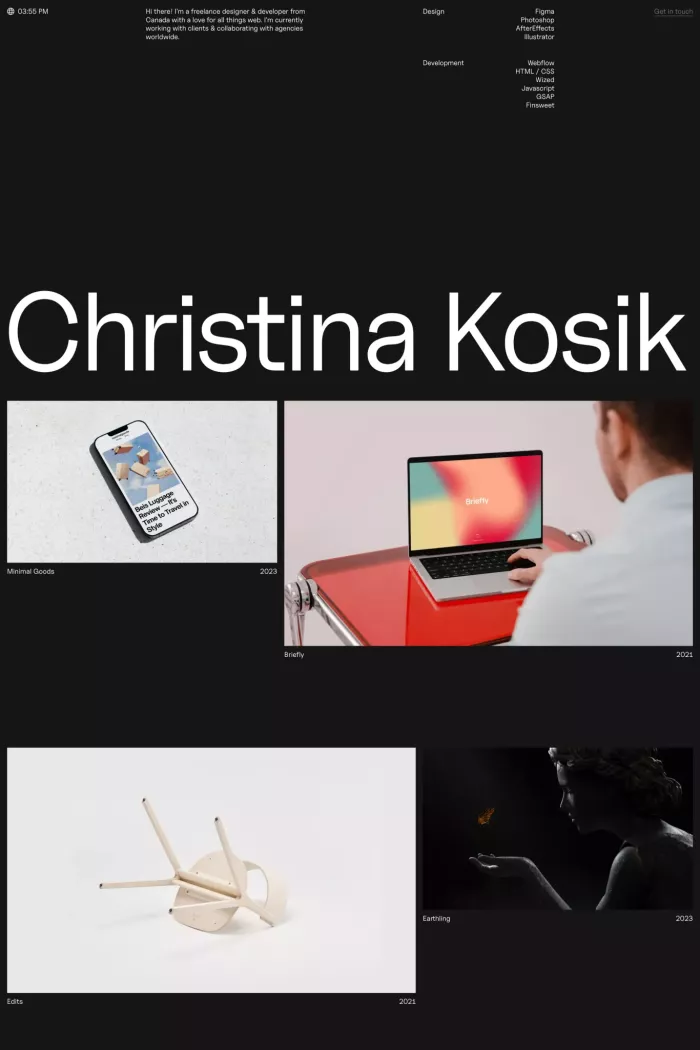 03:55 PM
Hi there! I'm a freelance designer & developer from
Canada with a love for all things web. I'm currently
working with clients & collaborating with agencies
worldwide.
Design
Figma
Photoshop
AfterEffects
Illustrator
Get in touch
Development
Webflow
HTML / CSS
Wized
Javascript
GSAP
Finsweet
Christina Kosik
Beis Luggage
Review — It's
Time to Travel in
Style
Briefly
Minimal Goods
2023
Briefly
2021
Earthling
2023
Edits
2021